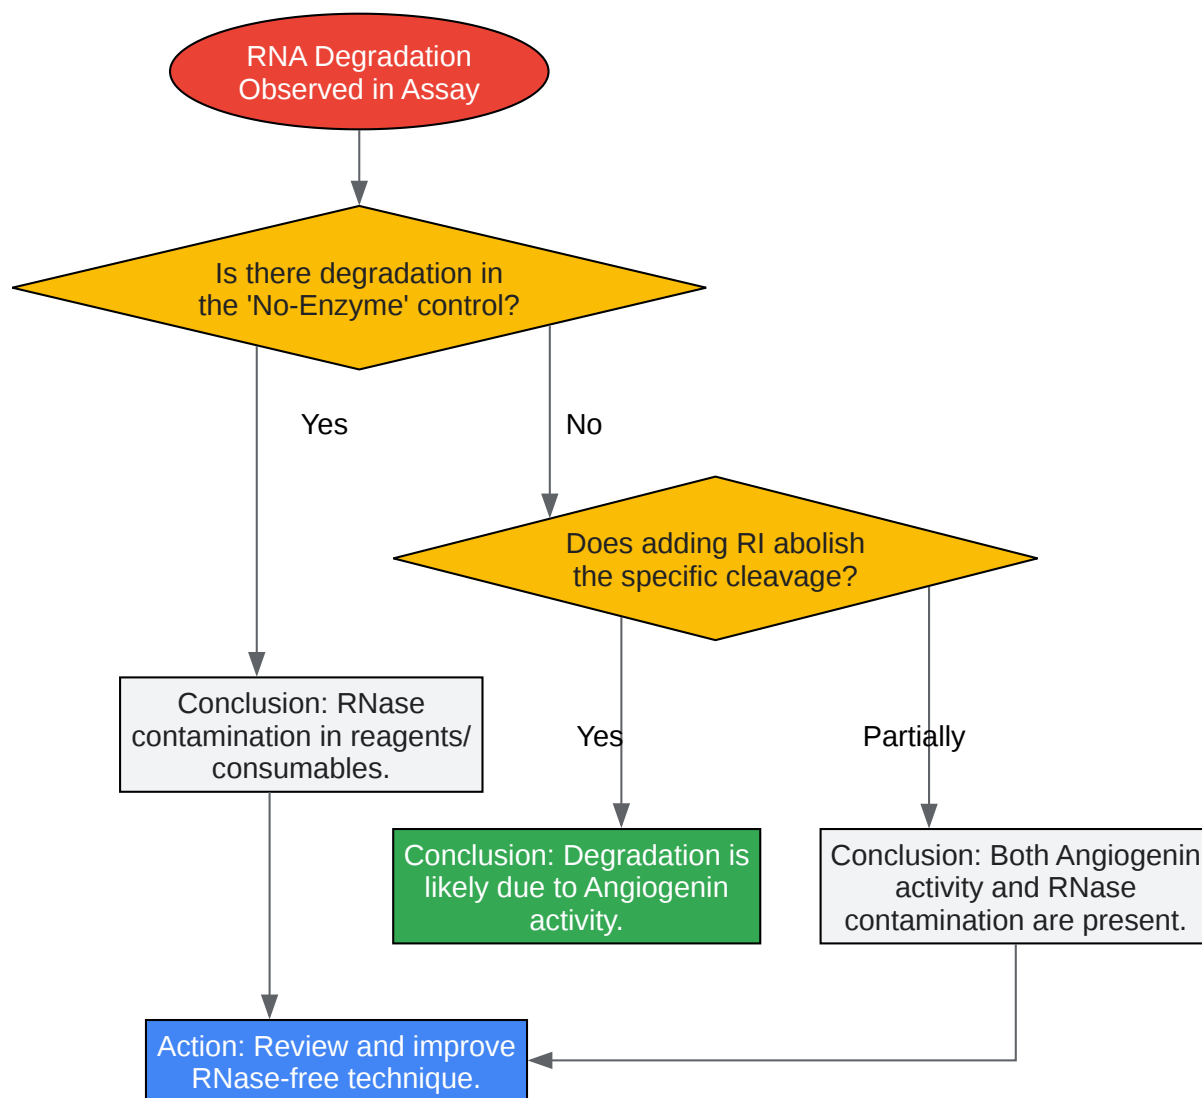 RNA Degradation
Observed in Assay
Is there degradation in
the 'No-Enzyme' control?
Yes
No
Does adding RI abolish
the specific cleavage?
Conclusion: RNase
contamination in reagents/
consumables.
Yes
Partially
Conclusion: Degradation is
likely due to Angiogenin
activity.
Conclusion: Both Angiogenin
activity and RNase
contamination are present.
Action: Review and improve
RNase-free technique.